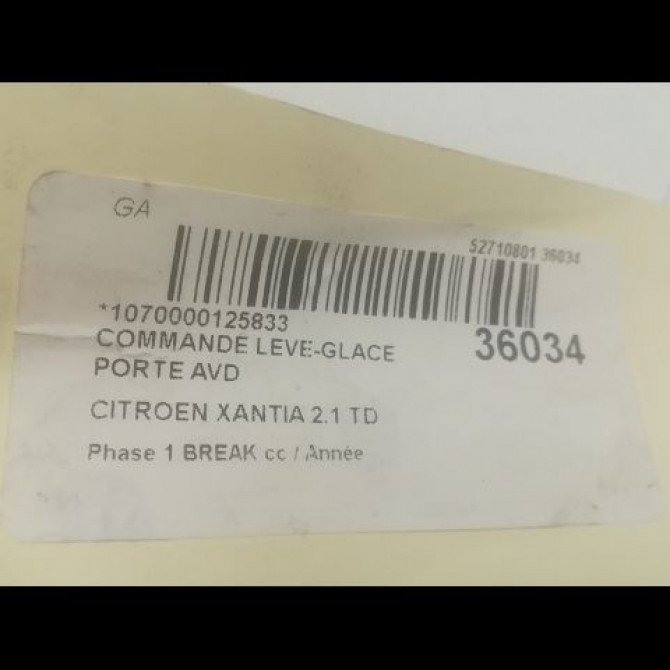 GA
52710801 36034
*1070000125833
36034
COMMANDE LEVE-GLACE
PORTE AVD
CITROEN XANTIA 2.1 TD
Phase 1 BREAK cc / Année